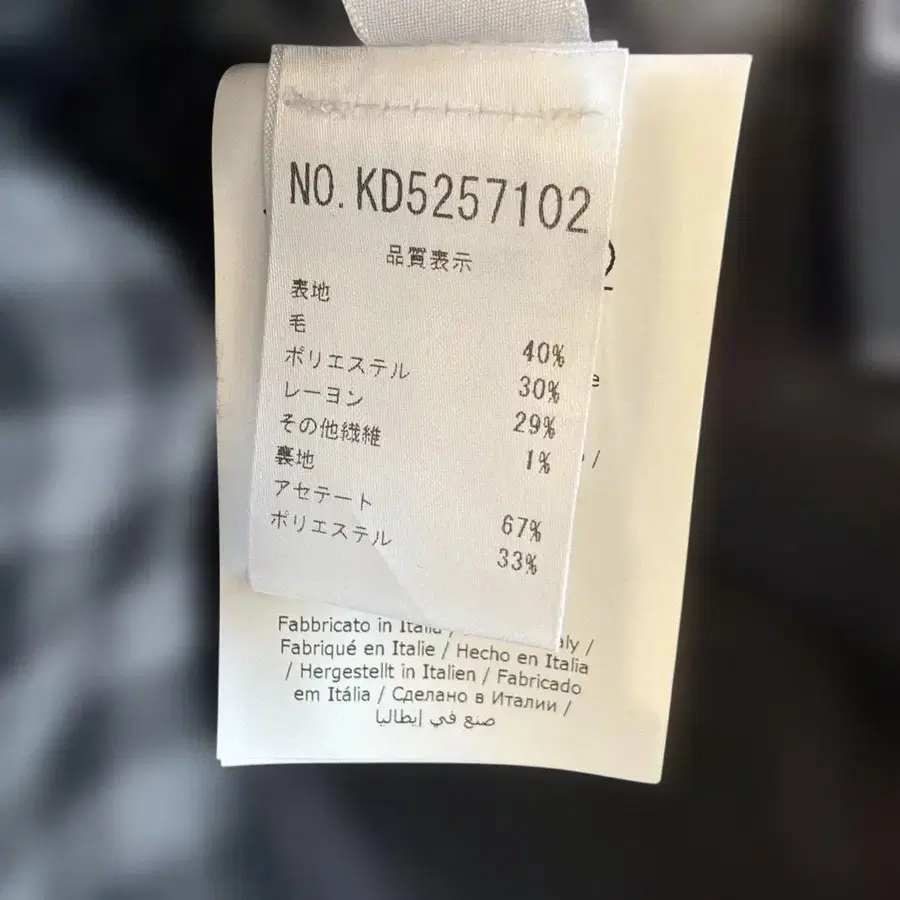 NO. KD5257102
品質表示
表地
毛 40%
ポリエステル 30%
レーヨン 29%
その他繊維 1%
裏地
アセテート 67%
ポリエステル 33%
Fabbricato in Italia /
Fabriqué en Italie / Hecho en Italia
/ Hergestellt in Italien / Fabricado
em Itália / Сделано в Италии /
صنع في إيطاليا